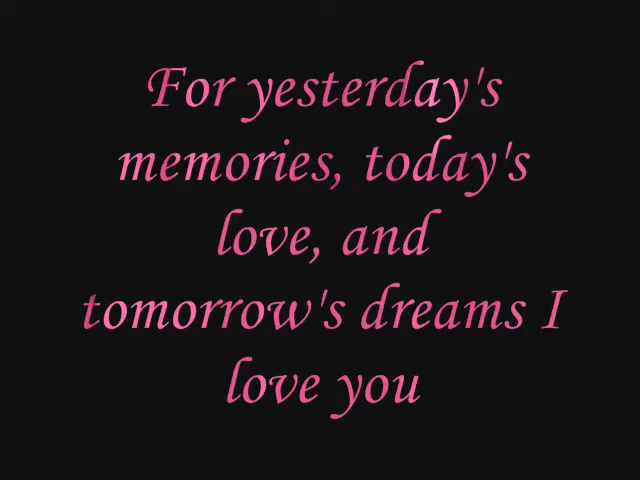 For yesterday's
memories, today's
love, and
tomorrow's dreams I
love you